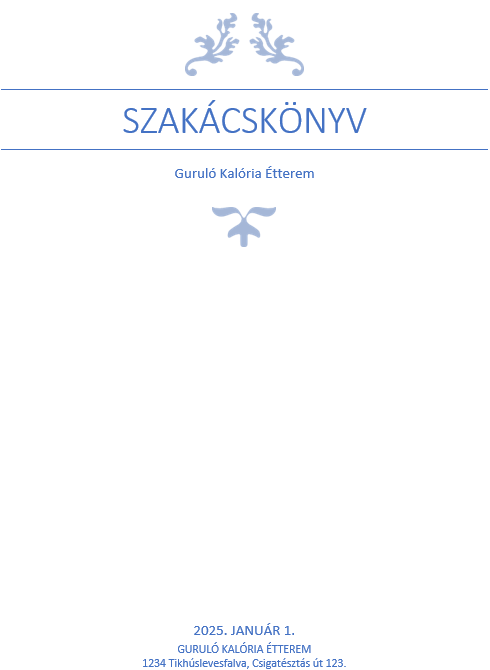 SZAKÁCSKÖNYV
Guruló Kalória Étterem
2025. JANUÁR 1.
GURULÓ KALÓRIA ÉTTEREM
1234 Tikhúslevesfalva, Csigatésztás út 123.